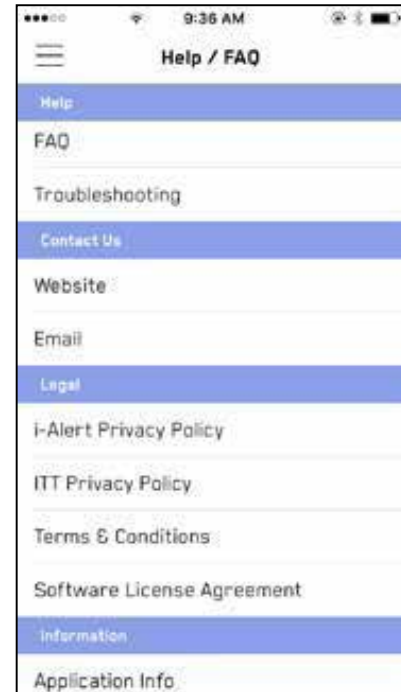 9:36 AM
Help / FAQ
Help
FAQ
Troubleshooting
Contact Us
Website
Email
Legal
i-Alert Privacy Policy
ITT Privacy Policy
Terms & Conditions
Software License Agreement
Information
Application Info